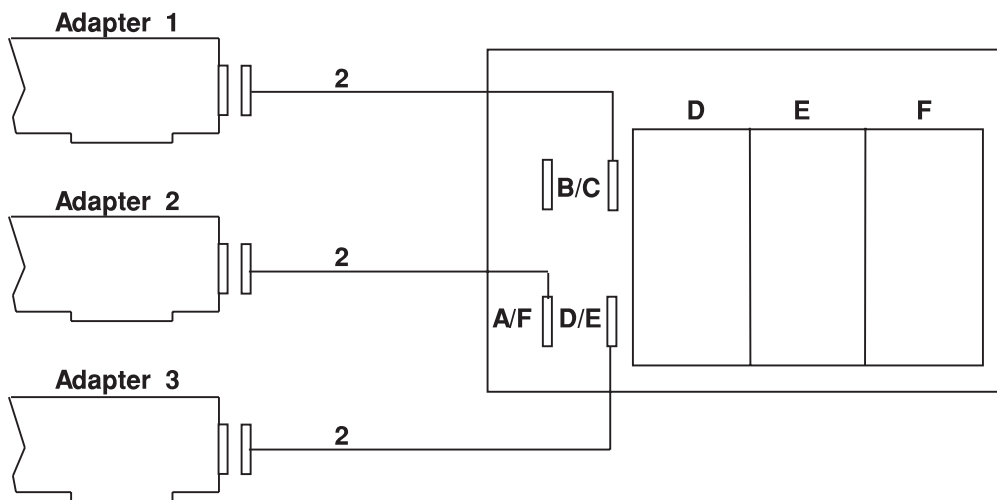 Adapter 1
2
D E F
B/C
Adapter 2
2
A/F D/E
Adapter 3
2